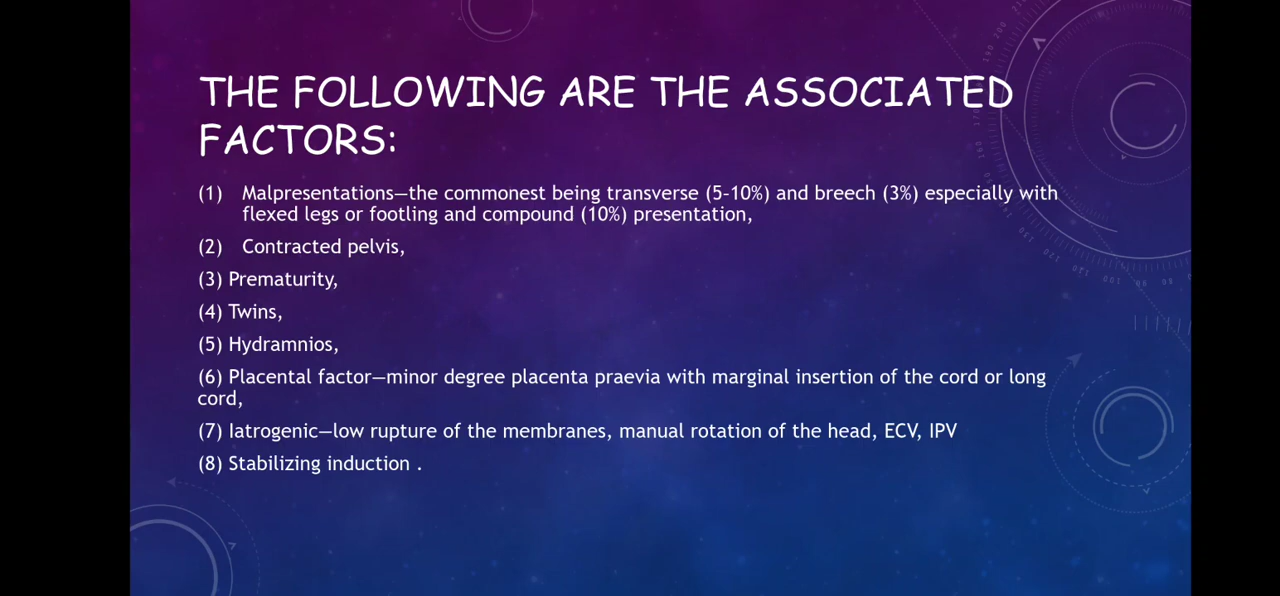 THE FOLLOWING ARE THE ASSOCIATED
FACTORS:
(1) Malpresentations—the commonest being transverse (5–10%) and breech (3%) especially with
flexed legs or footling and compound (10%) presentation,
(2) Contracted pelvis,
(3) Prematurity,
(4) Twins,
(5) Hydramnios,
(6) Placental factor—minor degree placenta praevia with marginal insertion of the cord or long
cord,
(7) Iatrogenic—low rupture of the membranes, manual rotation of the head, ECV, IPV
(8) Stabilizing induction .